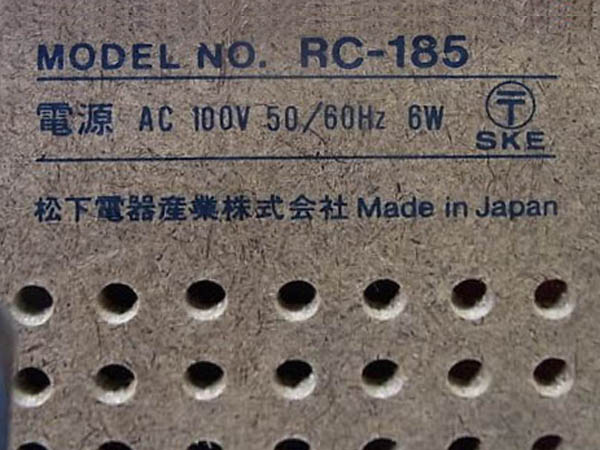 MODEL NO. RC-185
電源 AC 100V 50/60Hz 6W 〒
SKE
松下電器産業株式会社 Made in Japan